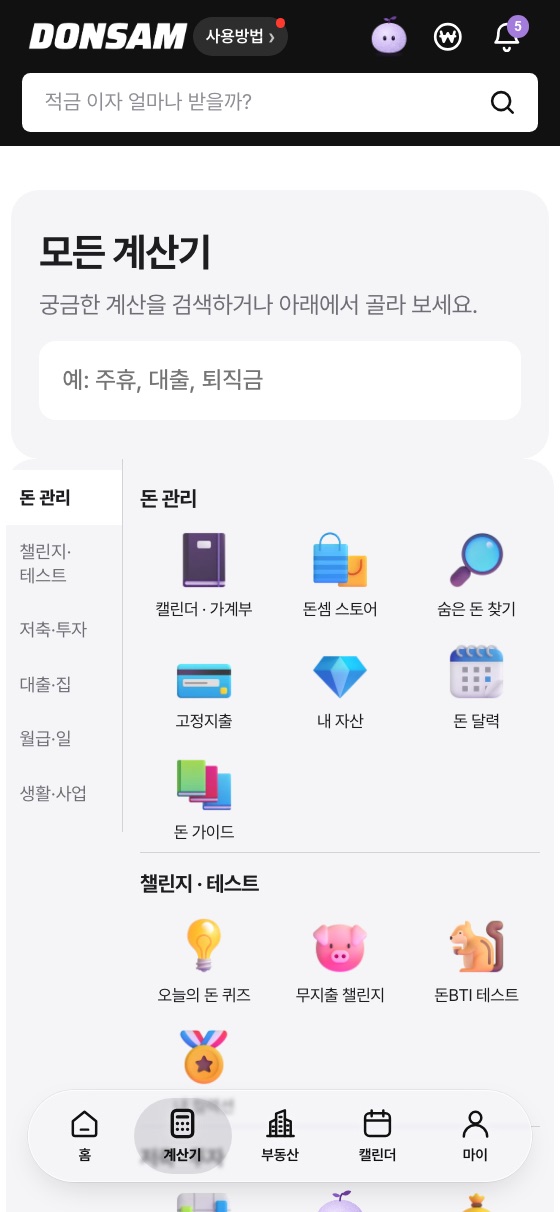 DONSAM
사용방법 ›
5
적금 이자 얼마나 받을까?
모든 계산기
궁금한 계산을 검색하거나 아래에서 골라 보세요.
예: 주휴, 대출, 퇴직금
돈 관리
챌린지·
테스트
저축·투자
대출·집
월급·일
생활·사업
돈 관리
캘린더 · 가계부
돈셈 스토어
숨은 돈 찾기
고정지출
내 자산
돈 달력
돈 가이드
챌린지 · 테스트
오늘의 돈 퀴즈
무지출 챌린지
돈BTI 테스트
홈
계산기
부동산
캘린더
마이